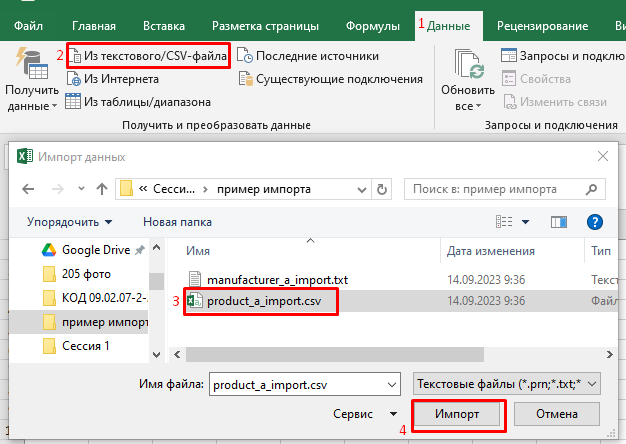 Файл Главная Вставка Разметка страницы Формулы 1 Данные Рецензирование
2 Из текстового/CSV-файла Последние источники Запросы и подклю
Из Интернета Существующие подключения Свойства
Получить данные Из таблицы/диапазона Обновить все Изменить связи
Получить и преобразовать данные Запросы и подключения
Импорт данных
« Сесси... пример импорта Поиск в: пример импорта
Упорядочить Новая папка
Google Drive Имя Дата изменения Тип
205 фото manufacturer_a_import.txt 14.09.2023 9:36 Текст
КОД 09.02.07-2- 3 product_a_import.csv 14.09.2023 9:36 Файл
пример импорт
Сессия 1
Имя файла: product_a_import.csv Текстовые файлы (*.prn;*.txt;*
Сервис Импорт Отмена
4
1